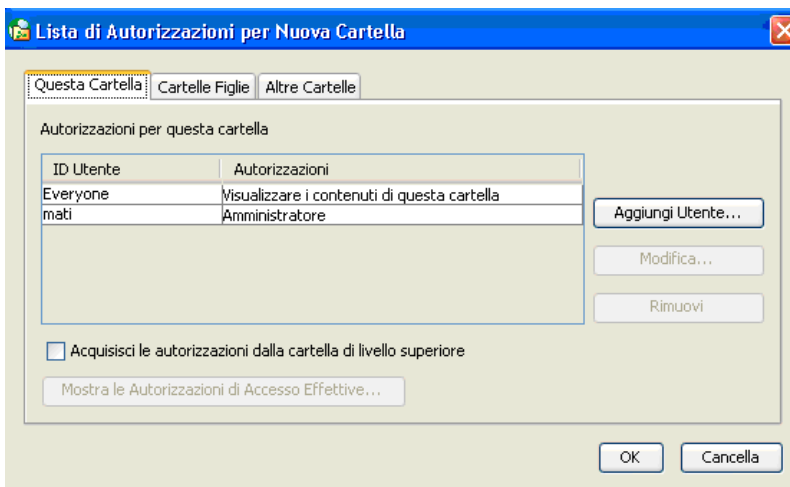 Lista di Autorizzazioni per Nuova Cartella
Questa Cartella Cartelle Figlie Altre Cartelle
Autorizzazioni per questa cartella
ID Utente Autorizzazioni
Everyone Visualizzare i contenuti di questa cartella
mati Amministratore
Aggiungi Utente...
Modifica...
Rimuovi
Acquisisci le autorizzazioni dalla cartella di livello superiore
Mostra le Autorizzazioni di Accesso Effettive...
OK Cancella